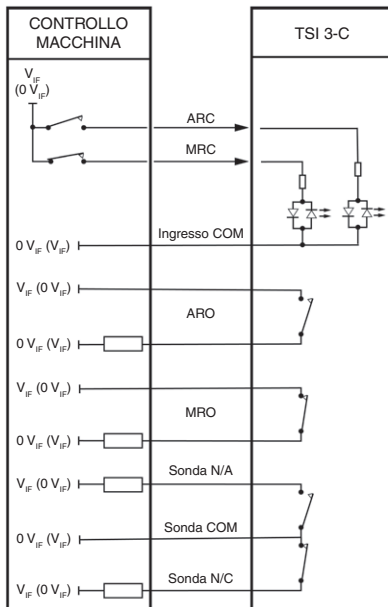 CONTROLLO
MACCHINA
TSI 3-C
V_IF
(0 V_IF)
ARC
MRC
Ingresso COM
0 V_IF (V_IF)
V_IF (0 V_IF)
ARO
0 V_IF (V_IF)
V_IF (0 V_IF)
MRO
0 V_IF (V_IF)
Sonda N/A
V_IF (0 V_IF)
Sonda COM
0 V_IF (V_IF)
Sonda N/C
V_IF (0 V_IF)